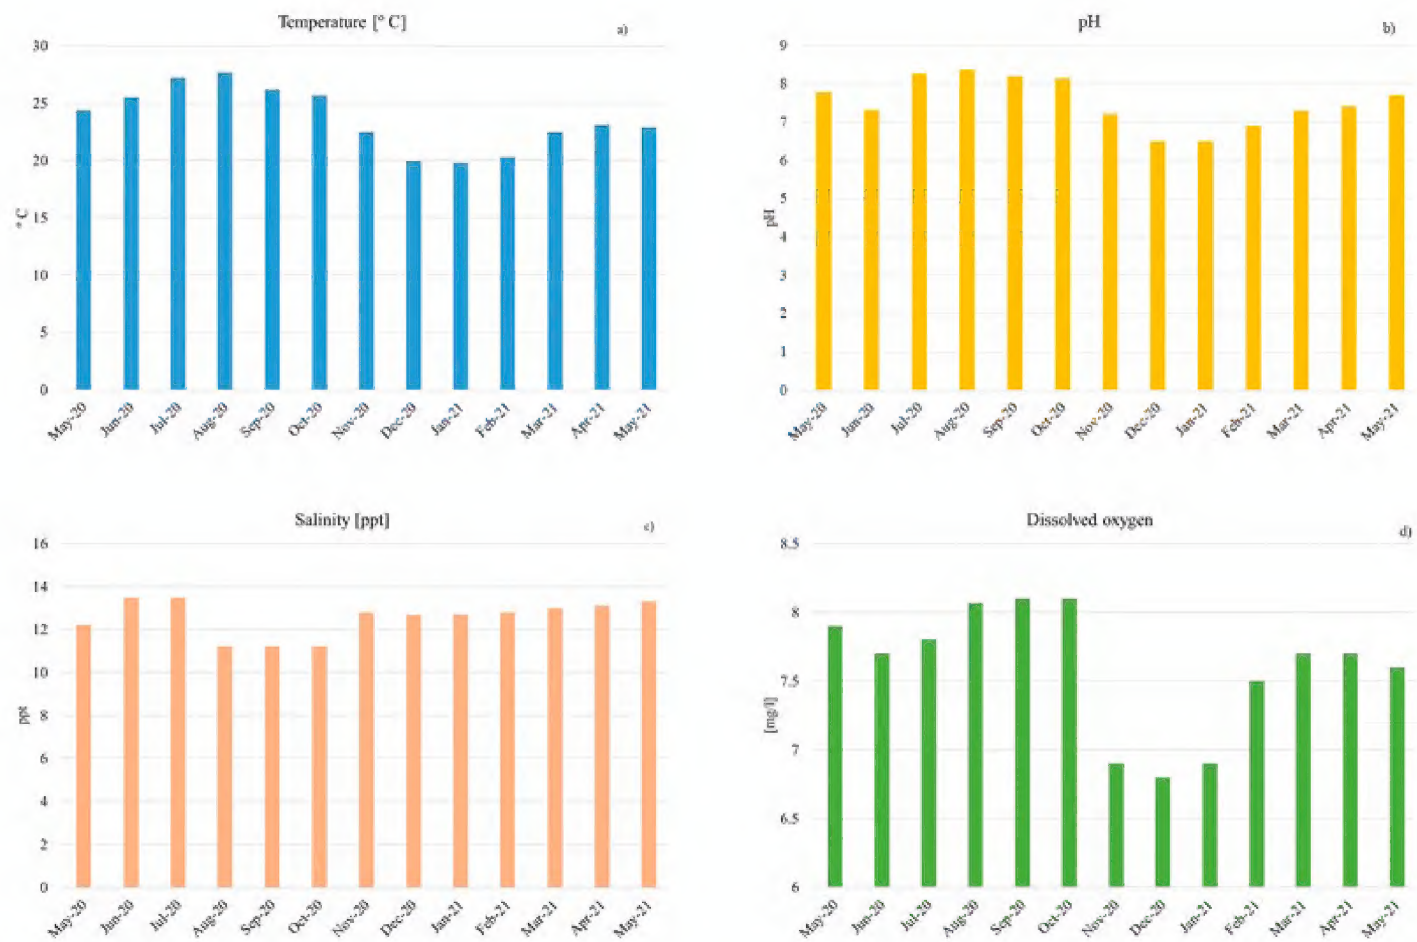 Temperature [° C]
a)
30
25
20
15
10
5
0
° C
May-20
Jun-20
Jul-20
Aug-20
Sep-20
Oct-20
Nov-20
Dec-20
Jan-21
Feb-21
Mar-21
Apr-21
May-21
pH
b)
9
8
7
6
5
4
3
2
1
0
pH
May-20
Jun-20
Jul-20
Aug-20
Sep-20
Oct-20
Nov-20
Dec-20
Jan-21
Feb-21
Mar-21
Apr-21
May-21
Salinity [ppt]
c)
16
14
12
10
8
6
4
2
0
ppt
May-20
Jun-20
Jul-20
Aug-20
Sep-20
Oct-20
Nov-20
Dec-20
Jan-21
Feb-21
Mar-21
Apr-21
May-21
Dissolved oxygen
d)
8.5
8
7.5
7
6.5
6
[mg/l]
May-20
Jun-20
Jul-20
Aug-20
Sep-20
Oct-20
Nov-20
Dec-20
Jan-21
Feb-21
Mar-21
Apr-21
May-21